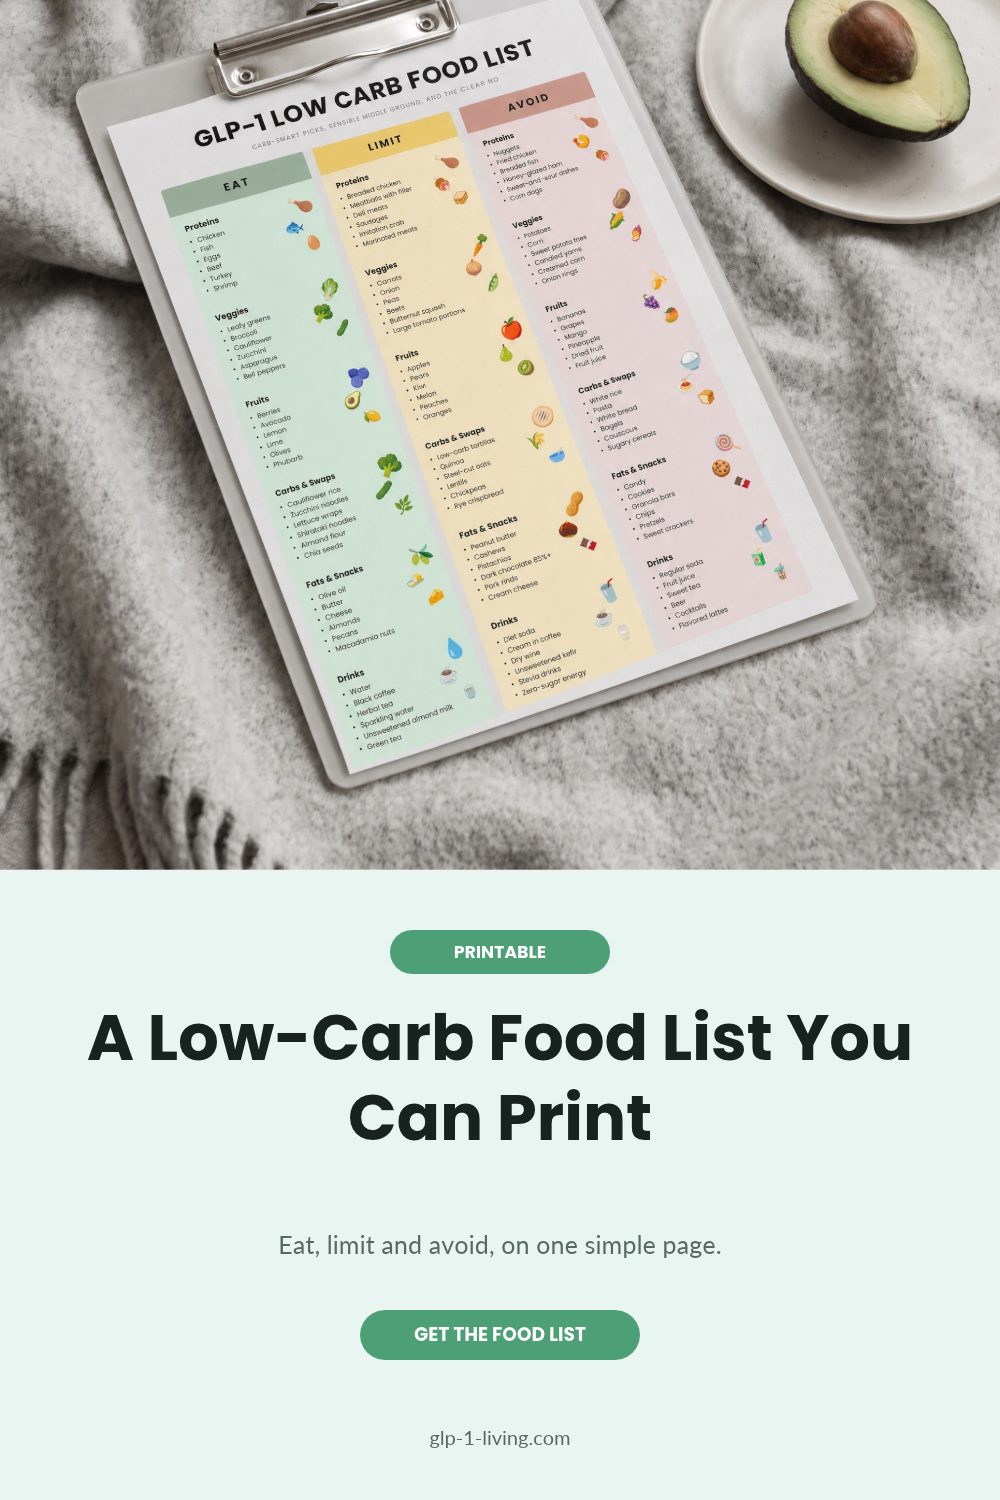 GLP-1 LOW CARB FOOD LIST
CARB-SMART PICKS, SENSIBLE MIDDLE GROUND, AND THE CLEAR NO
EAT
Proteins
• Chicken
• Fish
• Eggs
• Beef
• Turkey
• Shrimp
Veggies
• Leafy greens
• Broccoli
• Cauliflower
• Zucchini
• Asparagus
• Bell peppers
Fruits
• Berries
• Avocado
• Lemon
• Lime
• Olives
• Rhubarb
Carbs & Swaps
• Cauliflower rice
• Zucchini noodles
• Lettuce wraps
• Shirataki noodles
• Almond flour
• Chia seeds
Fats & Snacks
• Olive oil
• Butter
• Cheese
• Almonds
• Pecans
• Macadamia nuts
Drinks
• Water
• Black coffee
• Herbal tea
• Sparkling water
• Unsweetened almond milk
• Green tea
LIMIT
Proteins
• Breaded chicken
• Meatballs with filler
• Deli meats
• Sausages
• Imitation crab
• Marinated meats
Veggies
• Carrots
• Onion
• Peas
• Beets
• Butternut squash
• Large tomato portions
Fruits
• Apples
• Pears
• Kiwi
• Melon
• Peaches
• Oranges
Carbs & Swaps
• Low-carb tortillas
• Quinoa
• Steel-cut oats
• Lentils
• Chickpeas
• Rye crispbread
Fats & Snacks
• Peanut butter
• Cashews
• Pistachios
• Dark chocolate 85%+
• Pork rinds
• Cream cheese
Drinks
• Diet soda
• Cream in coffee
• Dry wine
• Unsweetened kefir
• Stevia drinks
• Zero-sugar energy
AVOID
Proteins
• Nuggets
• Fried chicken
• Breaded fish
• Honey-glazed ham
• Sweet-and-sour dishes
• Corn dogs
Veggies
• Potatoes
• Corn
• Sweet potato fries
• Candied yams
• Creamed corn
• Onion rings
Fruits
• Bananas
• Grapes
• Mango
• Pineapple
• Dried fruit
• Fruit juice
Carbs & Swaps
• White rice
• Pasta
• White bread
• Bagels
• Couscous
• Sugary cereals
Fats & Snacks
• Candy
• Cookies
• Granola bars
• Chips
• Pretzels
• Sweet crackers
Drinks
• Regular soda
• Fruit juice
• Sweet tea
• Beer
• Cocktails
• Flavored lattes
PRINTABLE
A Low-Carb Food List You
Can Print
Eat, limit and avoid, on one simple page.
GET THE FOOD LIST
glp-1-living.com